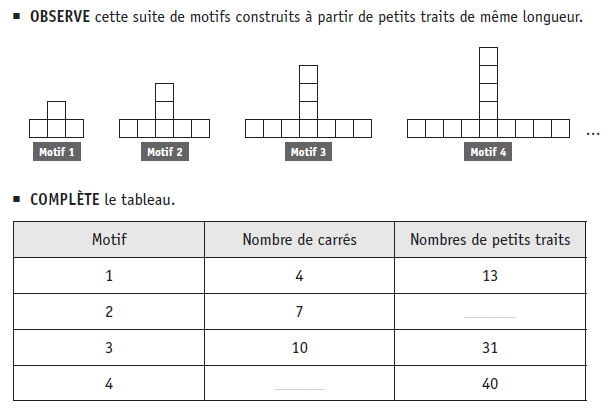 ▪ OBSERVE cette suite de motifs construits à partir de petits traits de même longueur.
Motif 1 Motif 2 Motif 3 Motif 4 ...
▪ COMPLÈTE le tableau.
Motif Nombre de carrés Nombres de petits traits
1 4 13
2 7 ______
3 10 31
4 ______ 40